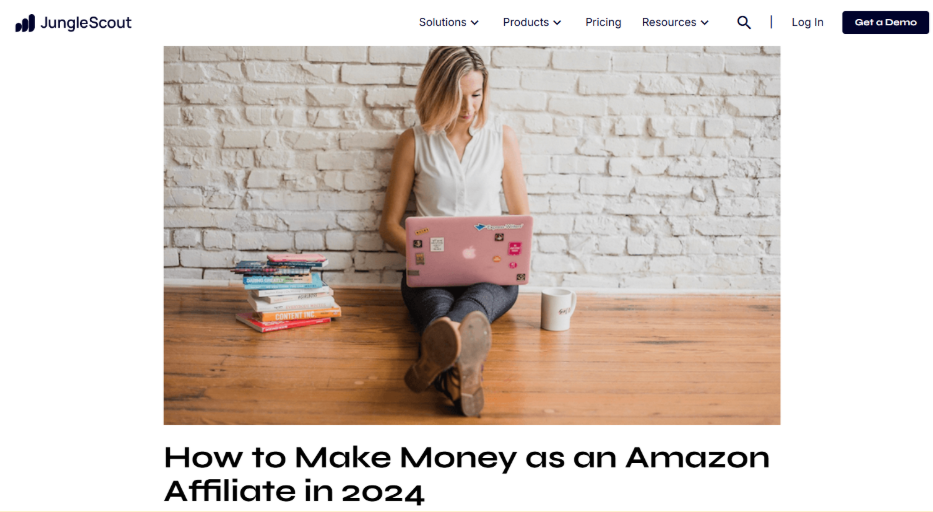 JungleScout
Solutions
Products
Pricing
Resources
|
Log In
Get a Demo
CONTENT INC.
How to Make Money as an Amazon
Affiliate in 2024